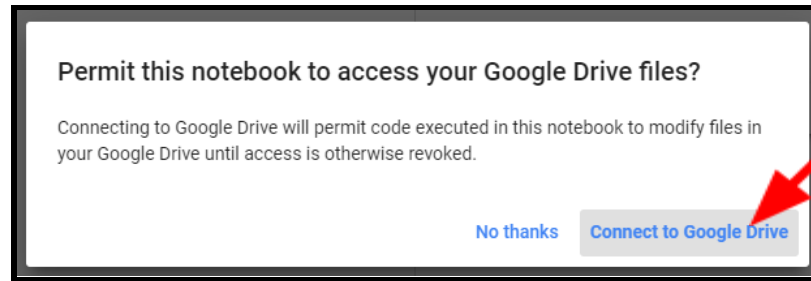 Permit this notebook to access your Google Drive files?
Connecting to Google Drive will permit code executed in this notebook to modify files in
your Google Drive until access is otherwise revoked.
No thanks Connect to Google Drive